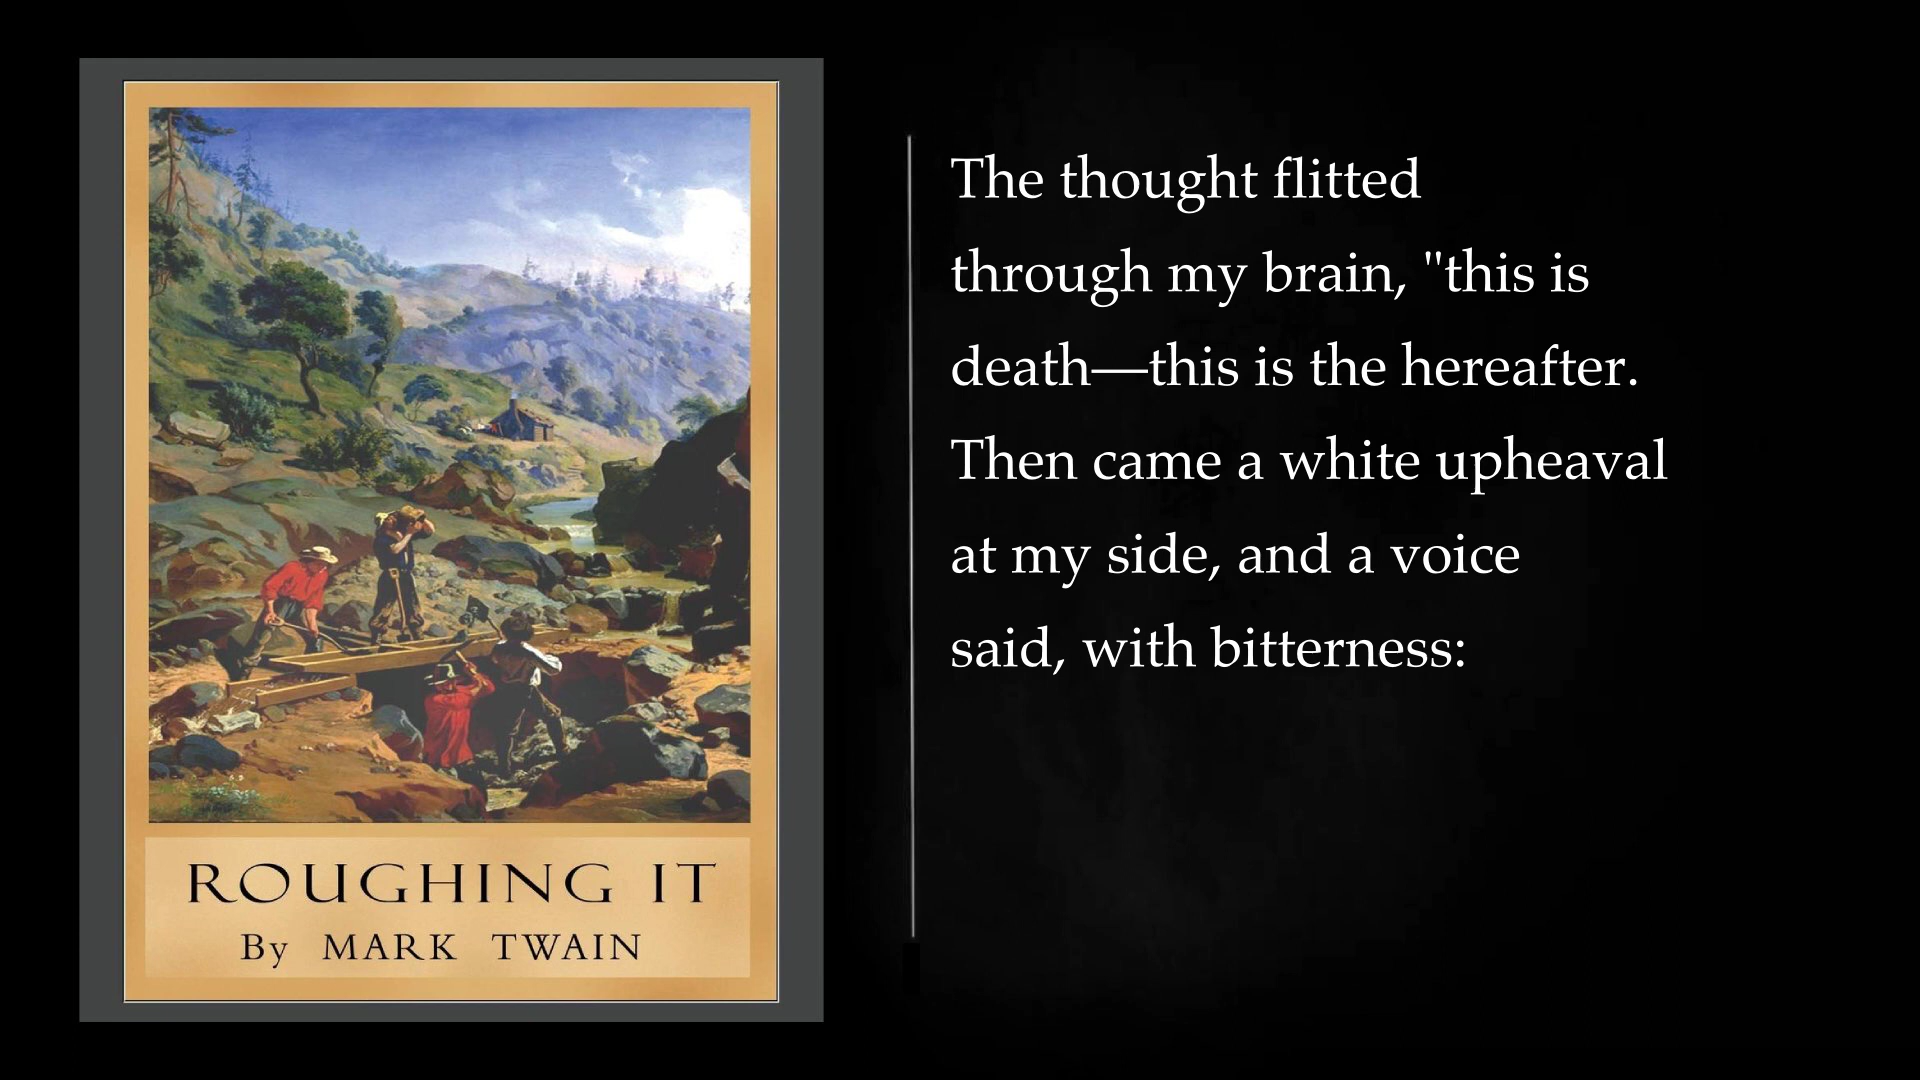 ROUGHING IT
By MARK TWAIN
The thought flitted
through my brain, "this is
death—this is the hereafter.
Then came a white upheaval
at my side, and a voice
said, with bitterness: